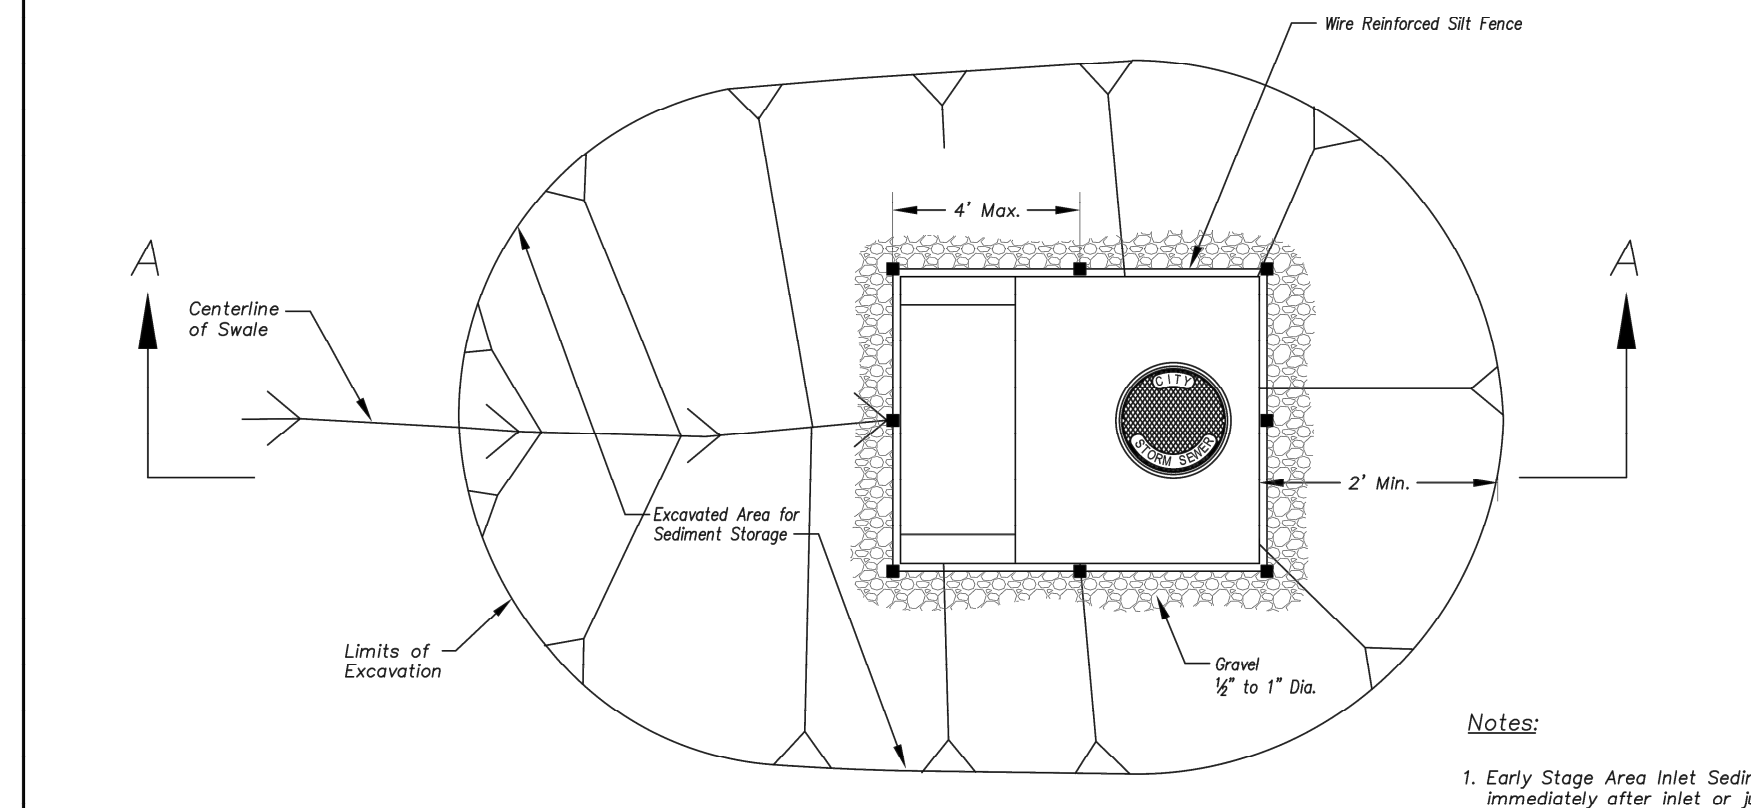 Wire Reinforced Silt Fence
4' Max.
A
A
Centerline
of Swale
CITY
STORM SEWER
2' Min.
Excavated Area for
Sediment Storage
Limits of
Excavation
Gravel
½" to 1" Dia.
Notes:
1. Early Stage Area Inlet
immediately after inlet or